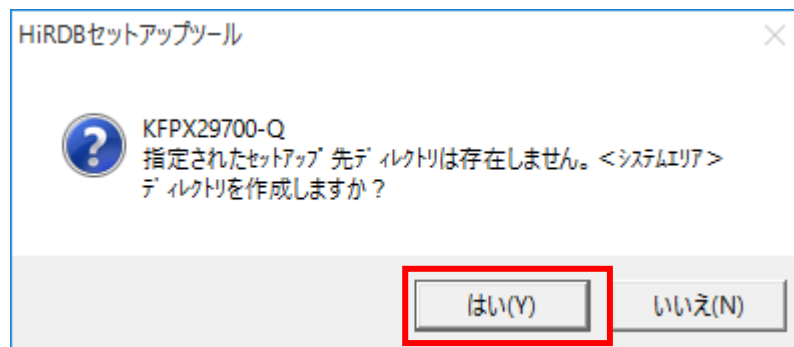 HiRDBセットアップツール
KFPX29700-Q
指定されたｾｯﾄｱｯﾌﾟ先ﾃﾞｨﾚｸﾄﾘは存在しません。＜ｼｽﾃﾑｴﾘｱ＞
ﾃﾞｨﾚｸﾄﾘを作成しますか？
はい(Y)
いいえ(N)